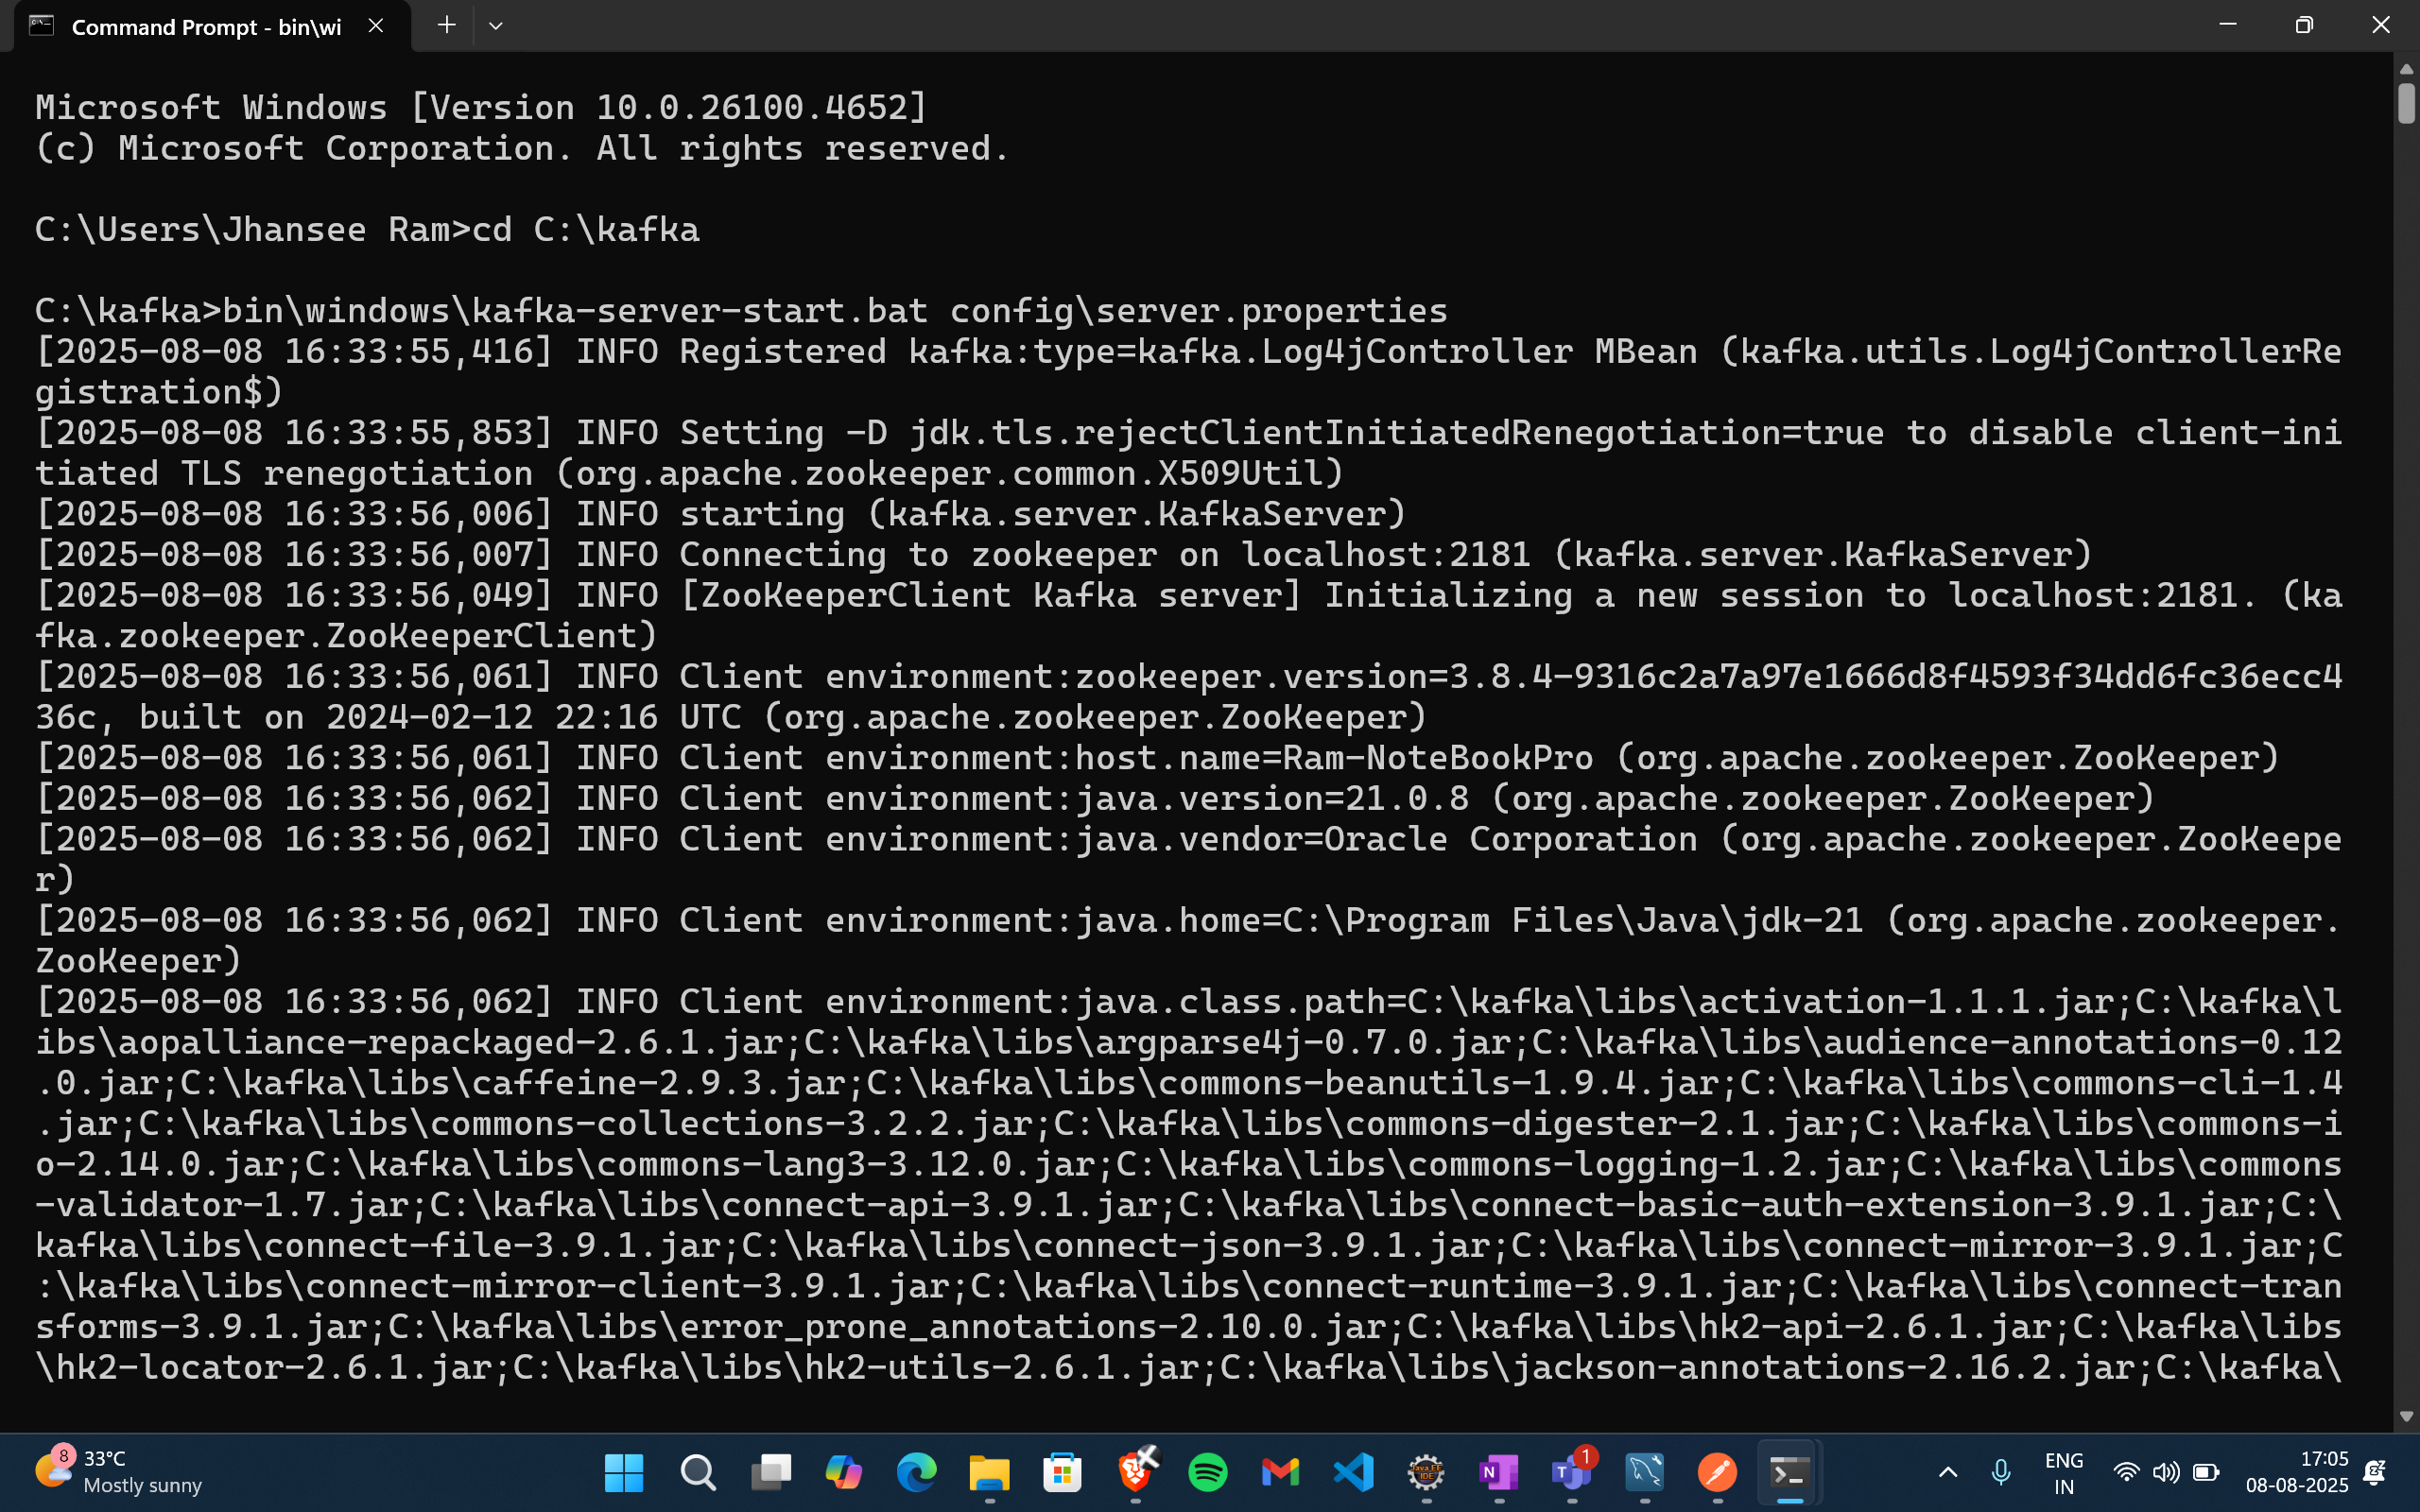 Command Prompt - bin\wi
Microsoft Windows [Version 10.0.26100.4652]
(c) Microsoft Corporation. All rights reserved.
C:\Users\Jhansee Ram>cd C:\kafka
C:\kafka>bin\windows\kafka-server-start.bat config\server.properties
[2025-08-08 16:33:55,416] INFO Registered kafka:type=kafka.Log4jController MBean (kafka.utils.Log4jControllerRe
gistration$)
[2025-08-08 16:33:55,853] INFO Setting -D jdk.tls.rejectClientInitiatedRenegotiation=true to disable client-ini
tiated TLS renegotiation (org.apache.zookeeper.common.X509Util)
[2025-08-08 16:33:56,006] INFO starting (kafka.server.KafkaServer)
[2025-08-08 16:33:56,007] INFO Connecting to zookeeper on localhost:2181 (kafka.server.KafkaServer)
[2025-08-08 16:33:56,049] INFO [ZooKeeperClient Kafka server] Initializing a new session to localhost:2181. (ka
fka.zookeeper.ZooKeeperClient)
[2025-08-08 16:33:56,061] INFO Client environment:zookeeper.version=3.8.4-9316c2a7a97e1666d8f4593f34dd6fc36ecc4
36c, built on 2024-02-12 22:16 UTC (org.apache.zookeeper.ZooKeeper)
[2025-08-08 16:33:56,061] INFO Client environment:host.name=Ram-NoteBookPro (org.apache.zookeeper.ZooKeeper)
[2025-08-08 16:33:56,062] INFO Client environment:java.version=21.0.8 (org.apache.zookeeper.ZooKeeper)
[2025-08-08 16:33:56,062] INFO Client environment:java.vendor=Oracle Corporation (org.apache.zookeeper.ZooKeepe
r)
[2025-08-08 16:33:56,062] INFO Client environment:java.home=C:\Program Files\Java\jdk-21 (org.apache.zookeeper.
ZooKeeper)
[2025-08-08 16:33:56,062] INFO Client environment:java.class.path=C:\kafka\libs\activation-1.1.1.jar;C:\kafka\l
ibs\aopalliance-repackaged-2.6.1.jar;C:\kafka\libs\argparse4j-0.7.0.jar;C:\kafka\libs\audience-annotations-0.12
.0.jar;C:\kafka\libs\caffeine-2.9.3.jar;C:\kafka\libs\commons-beanutils-1.9.4.jar;C:\kafka\libs\commons-cli-1.4
.jar;C:\kafka\libs\commons-collections-3.2.2.jar;C:\kafka\libs\commons-digester-2.1.jar;C:\kafka\libs\commons-i
o-2.14.0.jar;C:\kafka\libs\commons-lang3-3.12.0.jar;C:\kafka\libs\commons-logging-1.2.jar;C:\kafka\libs\commons
-validator-1.7.jar;C:\kafka\libs\connect-api-3.9.1.jar;C:\kafka\libs\connect-basic-auth-extension-3.9.1.jar;C:\
kafka\libs\connect-file-3.9.1.jar;C:\kafka\libs\connect-json-3.9.1.jar;C:\kafka\libs\connect-mirror-3.9.1.jar;C
:\kafka\libs\connect-mirror-client-3.9.1.jar;C:\kafka\libs\connect-runtime-3.9.1.jar;C:\kafka\libs\connect-tran
sforms-3.9.1.jar;C:\kafka\libs\error_prone_annotations-2.10.0.jar;C:\kafka\libs\hk2-api-2.6.1.jar;C:\kafka\libs
\hk2-locator-2.6.1.jar;C:\kafka\libs\hk2-utils-2.6.1.jar;C:\kafka\libs\jackson-annotations-2.16.2.jar;C:\kafka\
8
33°C
Mostly sunny
Java EE
IDE
N
T
1
ENG
IN
17:05
08-08-2025